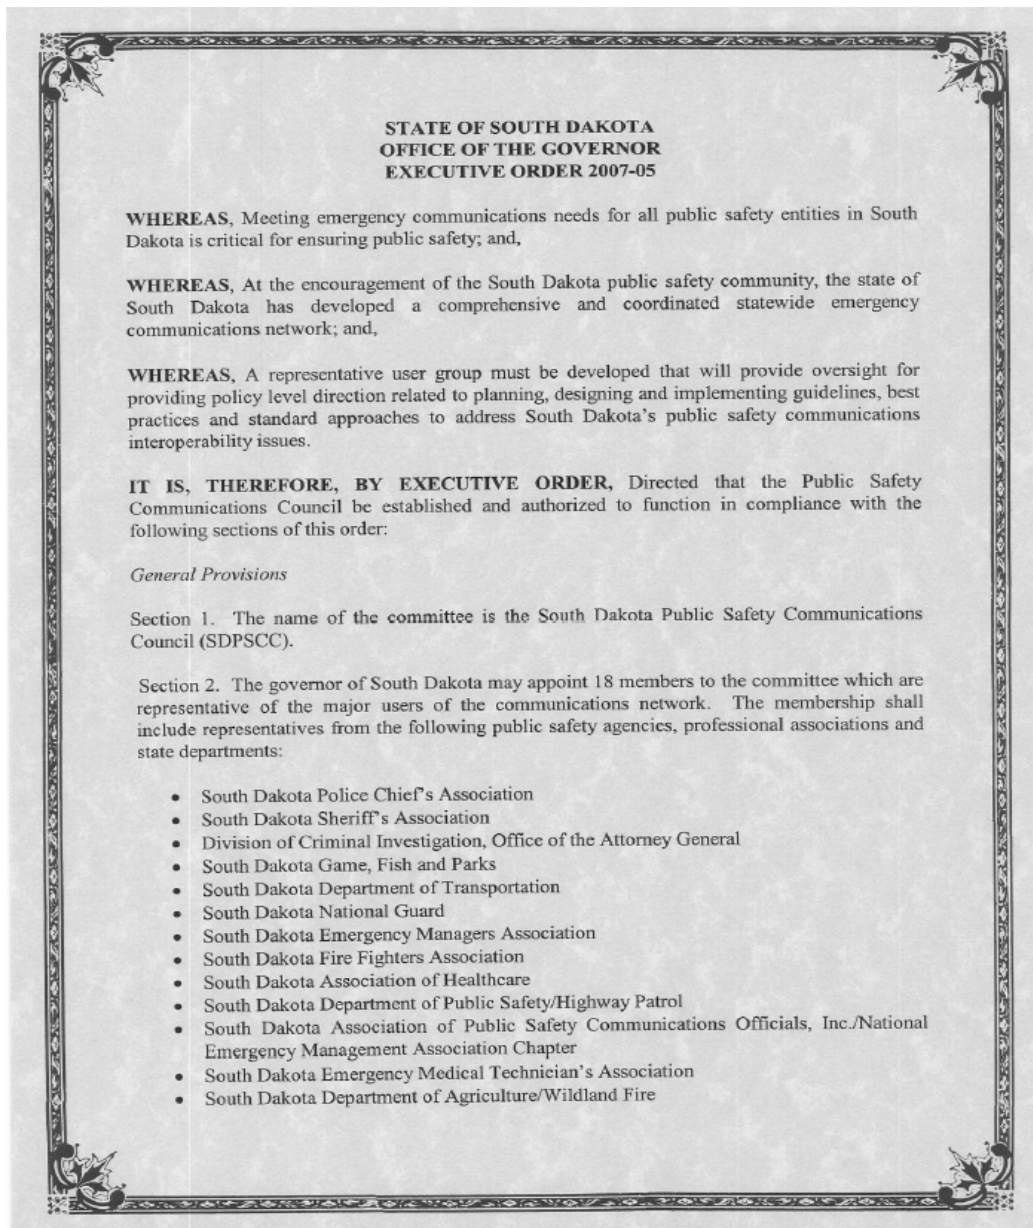 STATE OF SOUTH DAKOTA
OFFICE OF THE GOVERNOR
EXECUTIVE ORDER 2007-05
WHEREAS, Meeting emergency communications needs for all public safety entities in South
Dakota is critical for ensuring public safety; and,
WHEREAS, At the encouragement of the South Dakota public safety community, the state of
South Dakota has developed a comprehensive and coordinated statewide emergency
communications network; and,
WHEREAS, A representative user group must be developed that will provide oversight for
providing policy level direction related to planning, designing and implementing guidelines, best
practices and standard approaches to address South Dakota's public safety communications
interoperability issues.
IT IS, THEREFORE, BY EXECUTIVE ORDER, Directed that the Public Safety
Communications Council be established and authorized to function in compliance with the
following sections of this order:
General Provisions
Section 1. The name of the committee is the South Dakota Public Safety Communications
Council (SDPSCC).
Section 2. The governor of South Dakota may appoint 18 members to the committee which are
representative of the major users of the communications network. The membership shall
include representatives from the following public safety agencies, professional associations and
state departments:
• South Dakota Police Chief's Association
• South Dakota Sheriff's Association
• Division of Criminal Investigation, Office of the Attorney General
• South Dakota Game, Fish and Parks
• South Dakota Department of Transportation
• South Dakota National Guard
• South Dakota Emergency Managers Association
• South Dakota Fire Fighters Association
• South Dakota Association of Healthcare
• South Dakota Department of Public Safety/Highway Patrol
• South Dakota Association of Public Safety Communications Officials, Inc./National
Emergency Management Association Chapter
• South Dakota Emergency Medical Technician's Association
• South Dakota Department of Agriculture/Wildland Fire